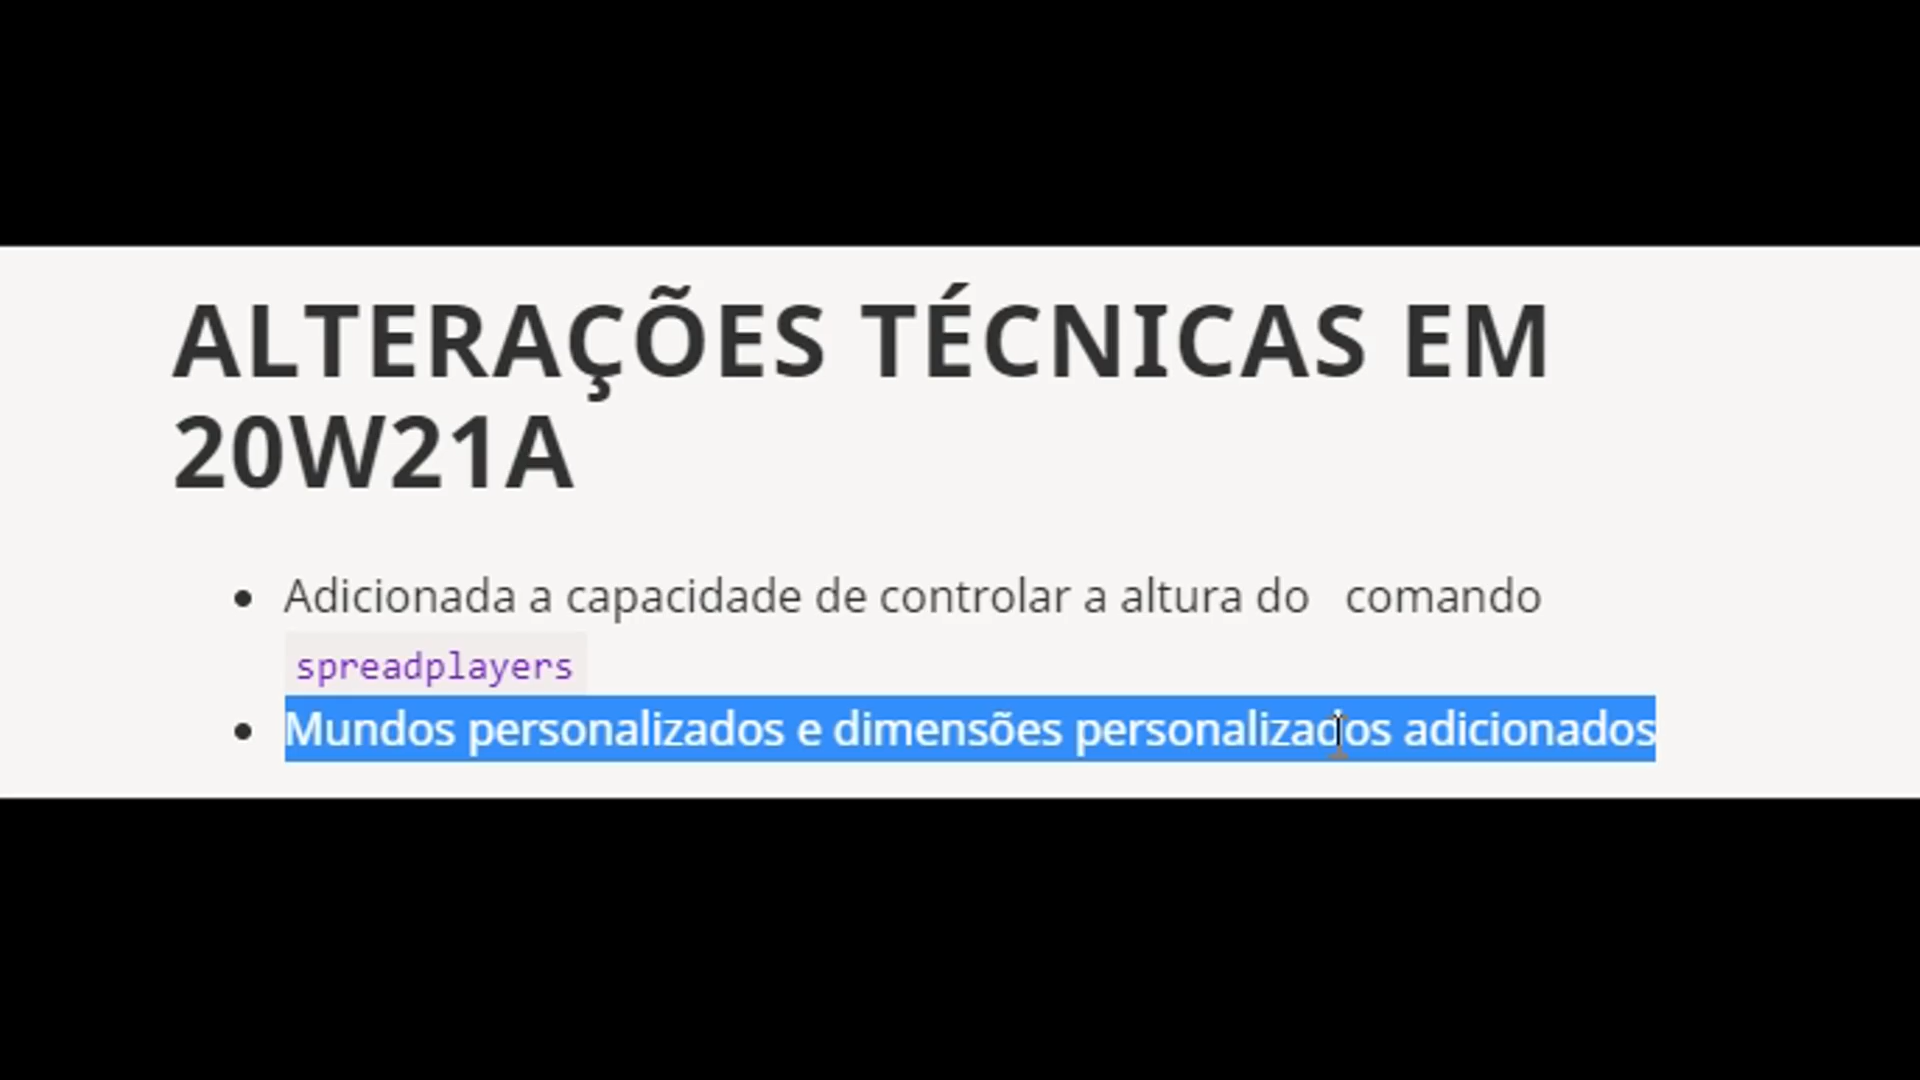 ALTERAÇÕES TÉCNICAS EM
20W21A
• Adicionada a capacidade de controlar a altura do comando
spreadplayers
• Mundos personalizados e dimensões personalizados adicionados